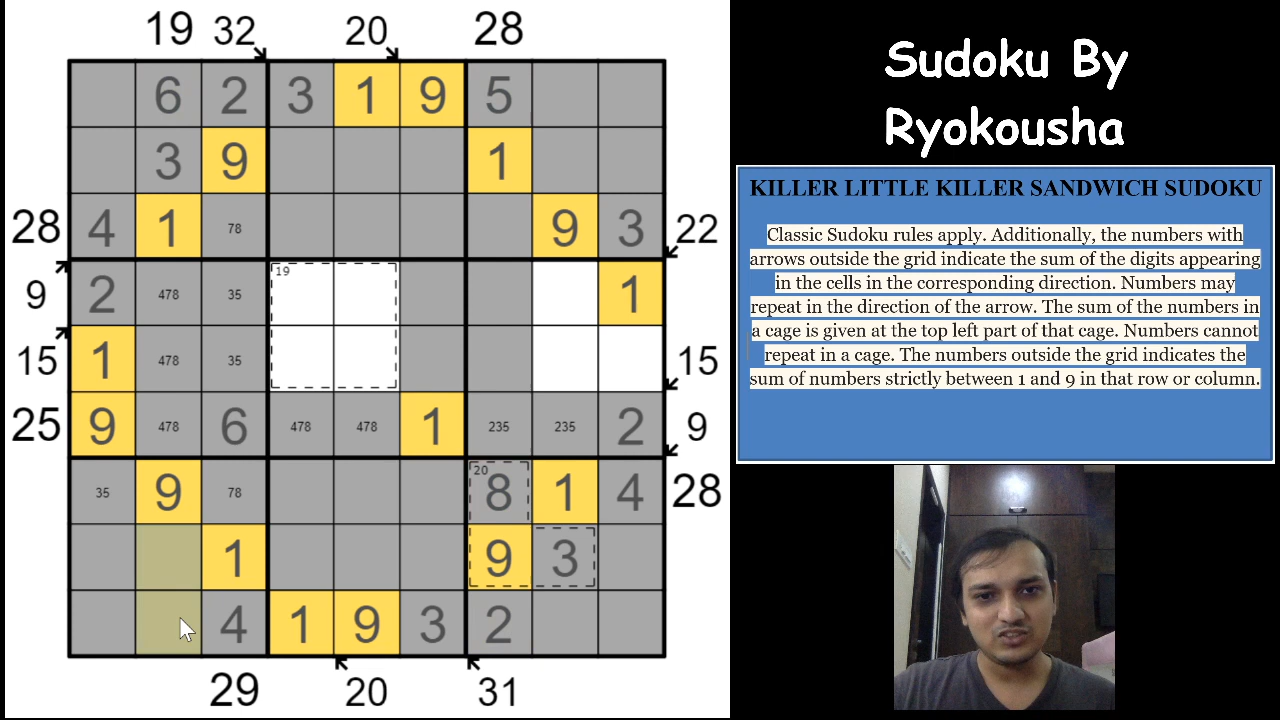 19 32 20 28
6 2 3 1 9 5
3 9 1
28 4 1 78 9 3 22
19
9 2 478 35 1
15 1 478 35 15
25 9 478 6 478 478 1 235 235 2 9
20
35 9 78 8 1 4 28
1 9 3
4 1 9 3 2
29 20 31
Sudoku By
Ryokousha
KILLER LITTLE KILLER SANDWICH SUDOKU
Classic Sudoku rules apply. Additionally, the numbers with
arrows outside the grid indicate the sum of the digits appearing
in the cells in the corresponding direction. Numbers may
repeat in the direction of the arrow. The sum of the numbers in
a cage is given at the top left part of that cage. Numbers cannot
repeat in a cage. The numbers outside the grid indicates the
sum of numbers strictly between 1 and 9 in that row or column.